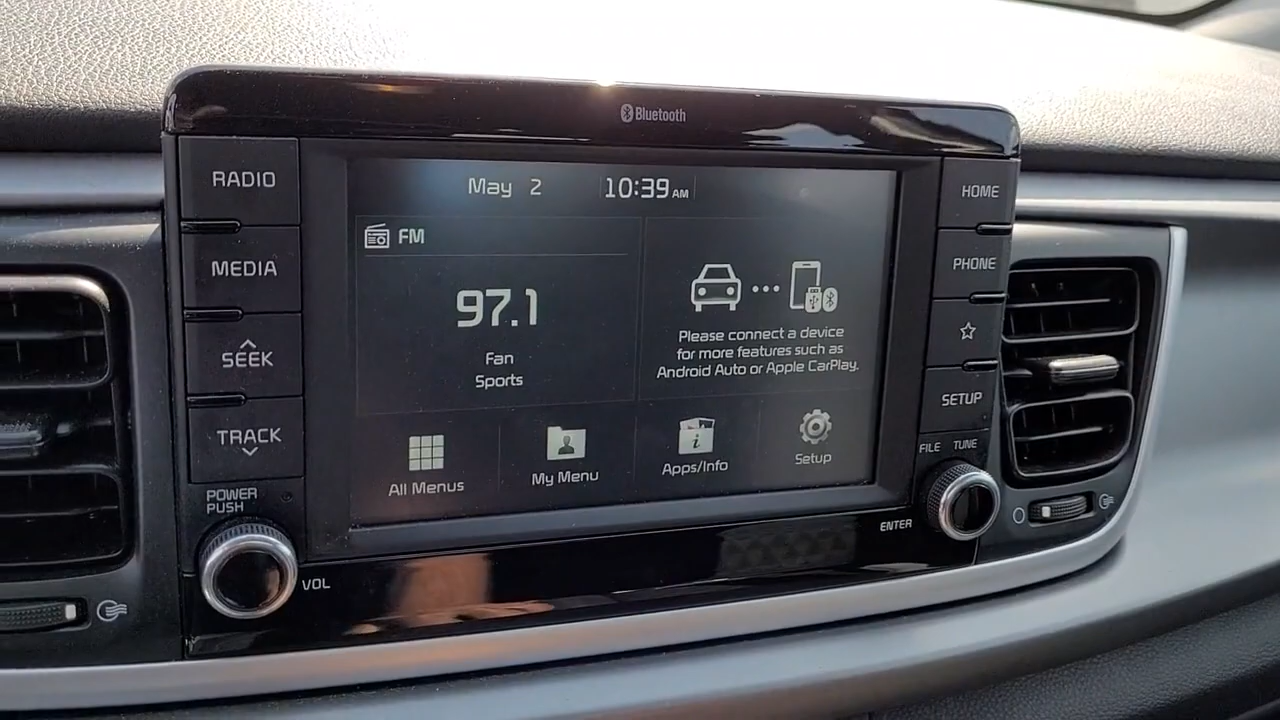 Bluetooth
RADIO
MEDIA
SEEK
TRACK
POWER
PUSH
VOL
May 2
10:39 AM
FM
97.1
Fan
Sports
Please connect a device
for more features such as
Android Auto or Apple CarPlay.
All Menus
My Menu
Apps/Info
Setup
HOME
PHONE
SETUP
FILE TUNE
ENTER